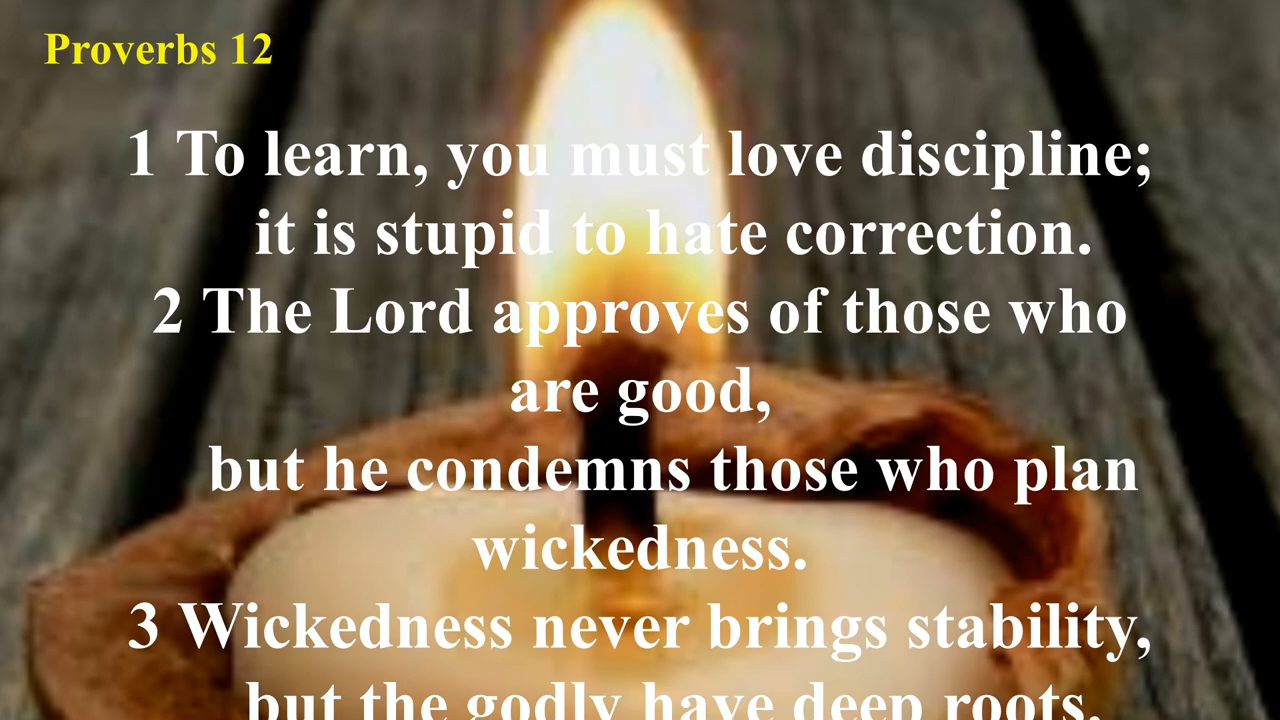 Proverbs 12
1 To learn, you must love discipline;
it is stupid to hate correction.
2 The Lord approves of those who
are good,
but he condemns those who plan
wickedness.
3 Wickedness never brings stability,
but the godly have deep roots.